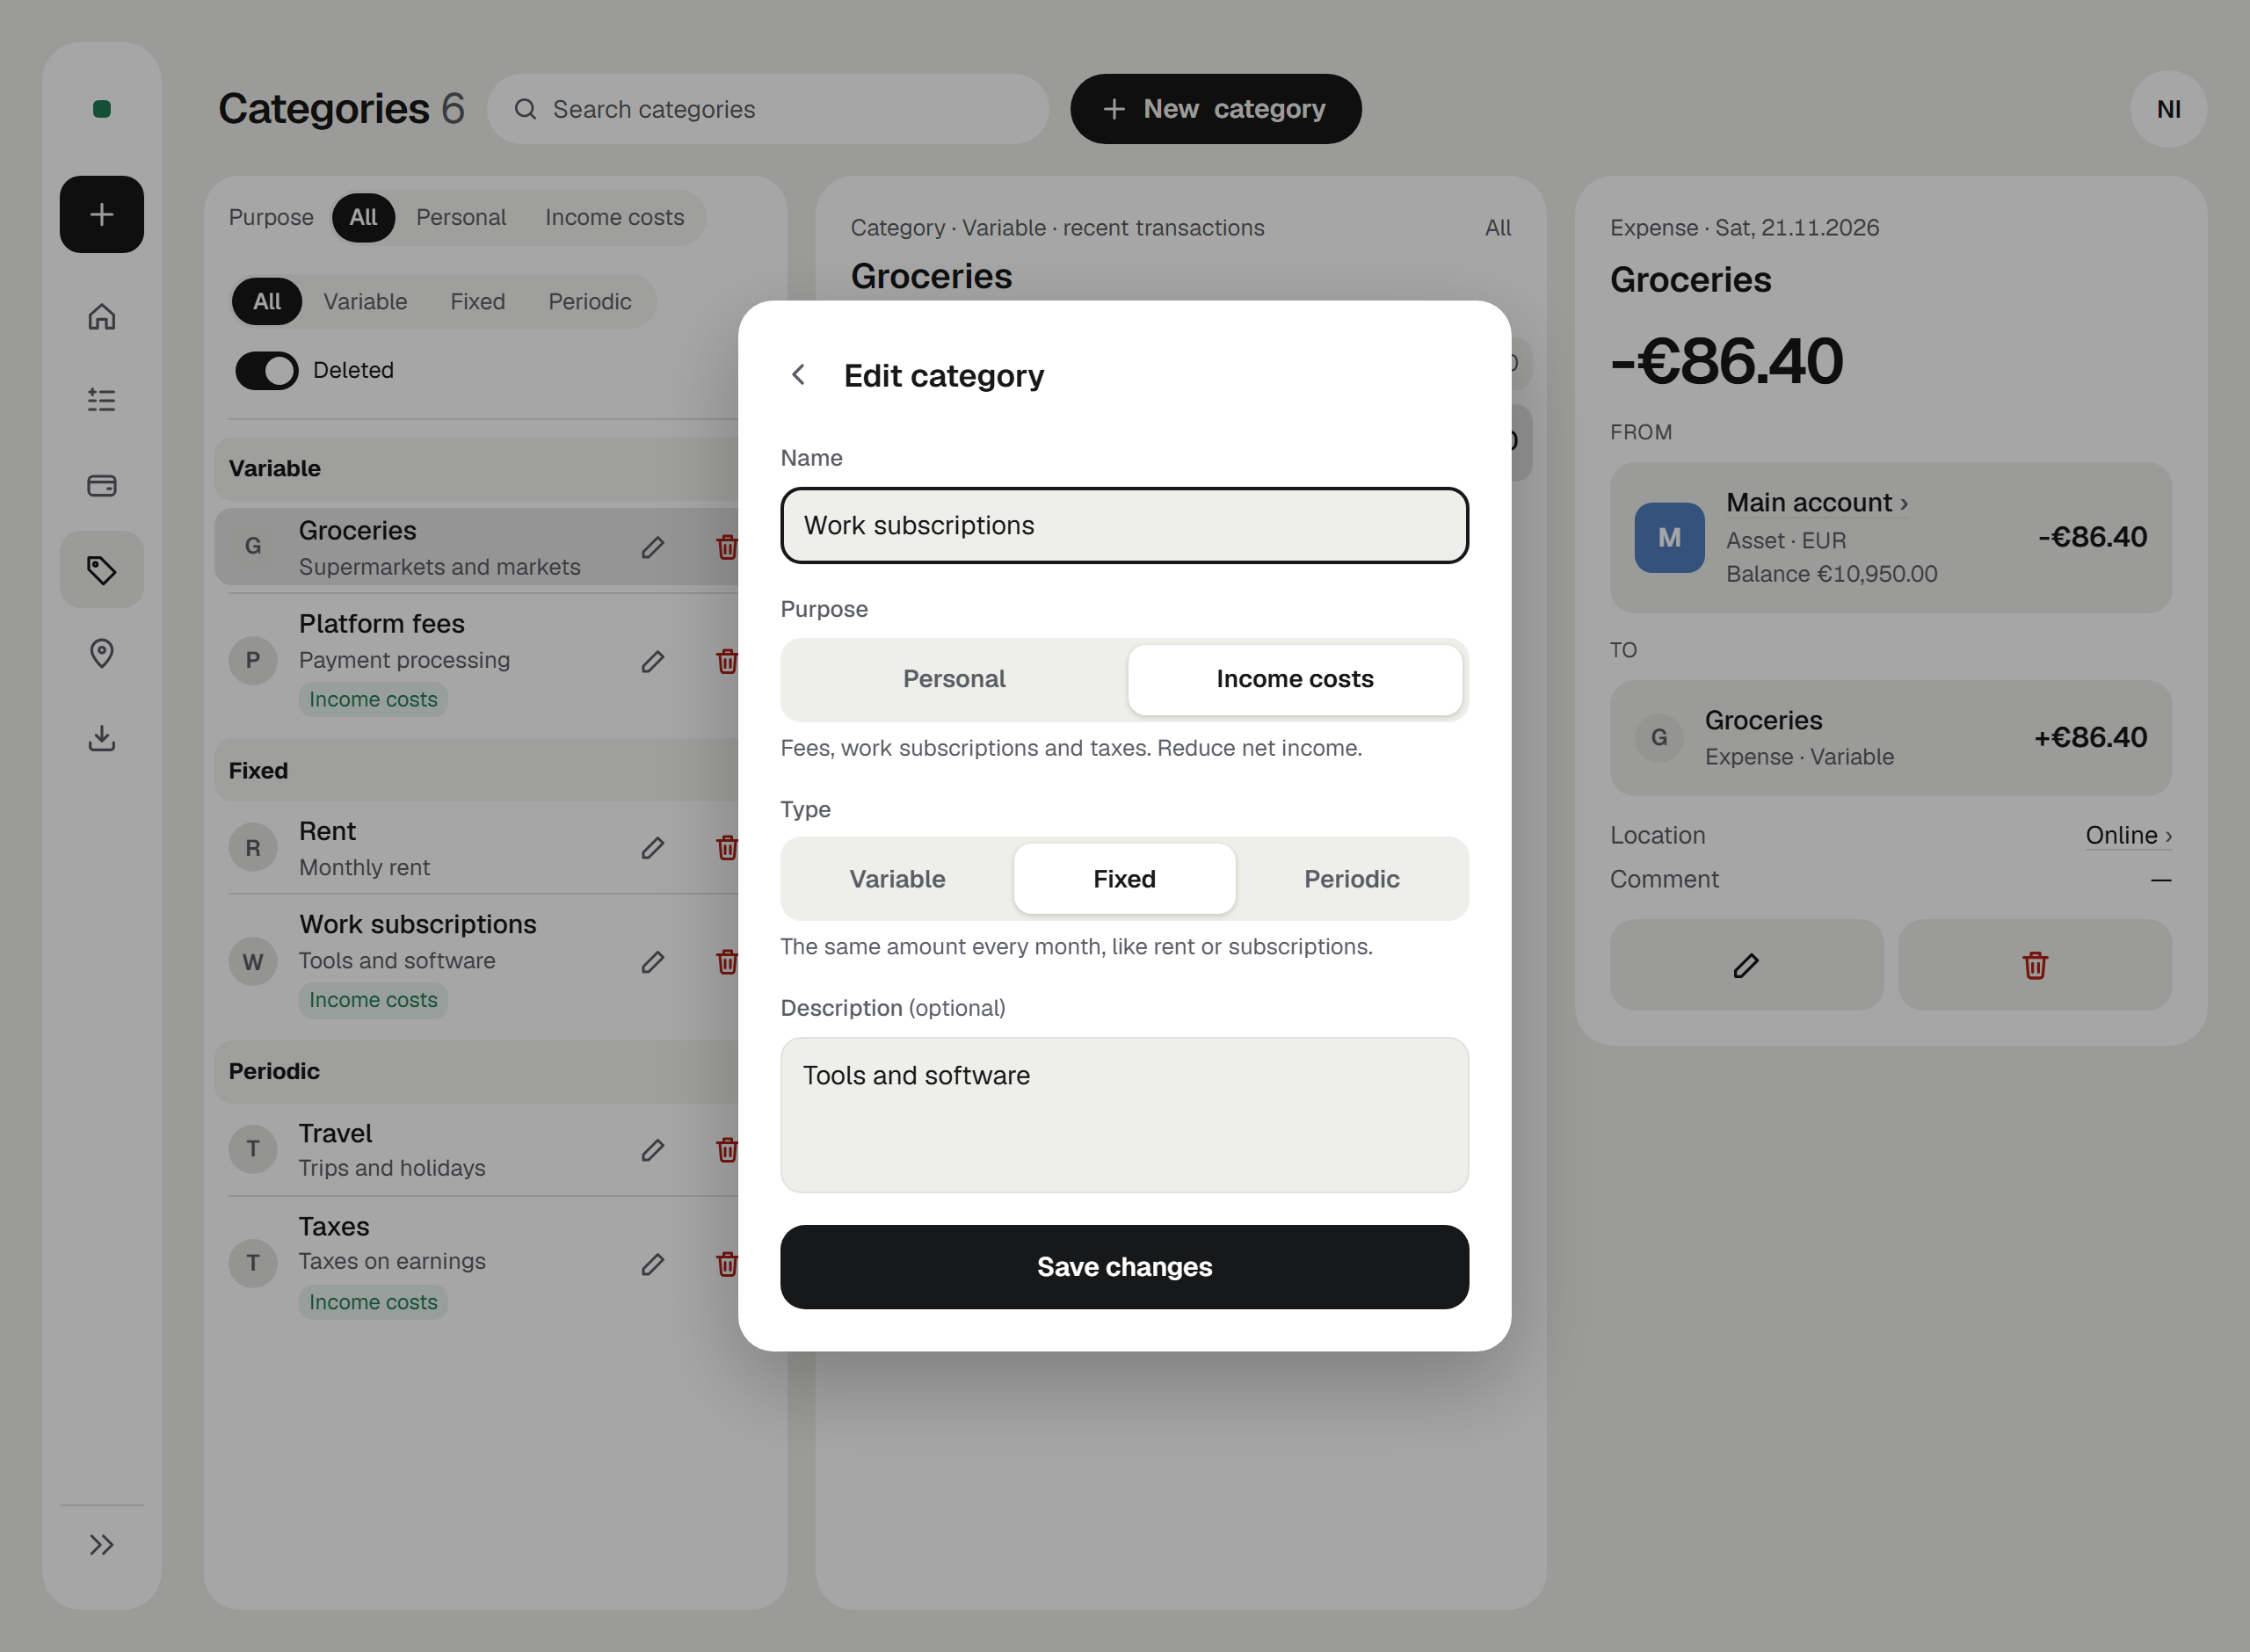 Categories 6
Search categories
New category
NI
Purpose
All
Personal
Income costs
All
Variable
Fixed
Periodic
Deleted
Variable
G
Groceries
Supermarkets and markets
P
Platform fees
Payment processing
Income costs
Fixed
R
Rent
Monthly rent
W
Work subscriptions
Tools and software
Income costs
Periodic
T
Travel
Trips and holidays
T
Taxes
Taxes on earnings
Income costs
Category · Variable · recent transactions
All
Groceries
Edit category
Name
Work subscriptions
Purpose
Personal
Income costs
Fees, work subscriptions and taxes. Reduce net income.
Type
Variable
Fixed
Periodic
The same amount every month, like rent or subscriptions.
Description (optional)
Tools and software
Save changes
Expense · Sat, 21.11.2026
Groceries
-€86.40
FROM
M
Main account ›
Asset · EUR
Balance €10,950.00
-€86.40
TO
G
Groceries
Expense · Variable
+€86.40
Location
Online ›
Comment
—